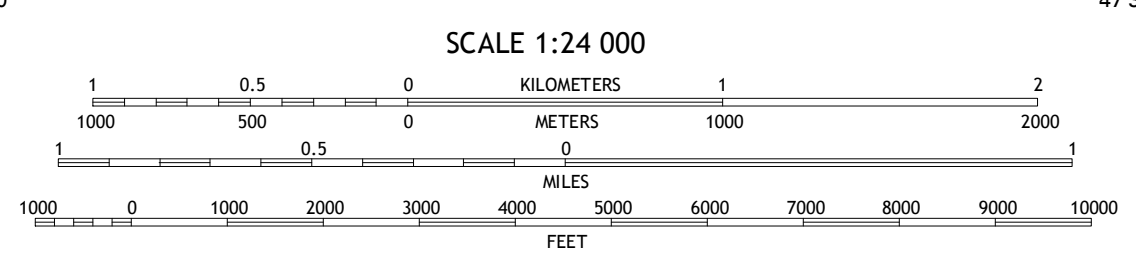 SCALE 1:24 000
1 0.5 0 KILOMETERS 1 2
1000 500 0 METERS 1000 2000
1 0.5 0 1
MILES
1000 0 1000 2000 3000 4000 5000 6000 7000 8000 9000 10000
FEET